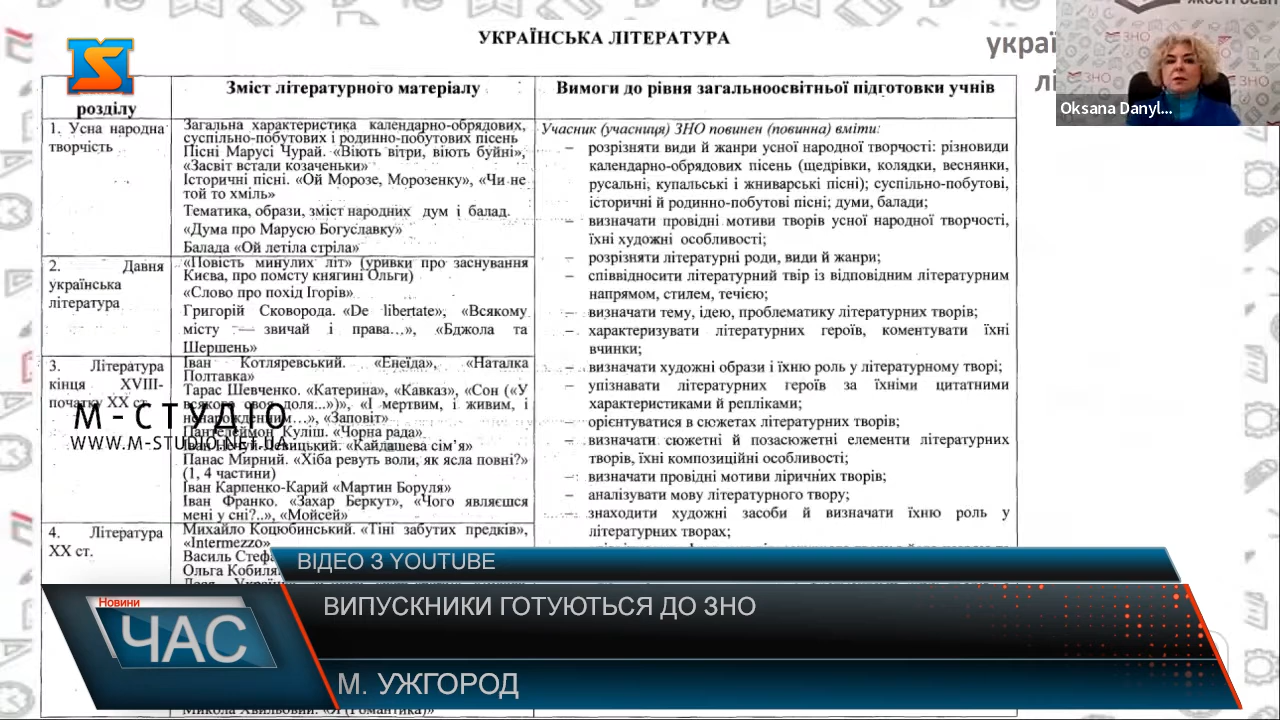 УКРАЇНСЬКА ЛІТЕРАТУРА
украї
лі
ЯКОСТІ ОСВІТ
ЗНО
ЗНО
Oksana Danyl...
розділу
Зміст літературного матеріалу
Вимоги до рівня загальноосвітньої підготовки учнів
1. Усна народна
творчість
Загальна характеристика календарно-обрядових,
суспільно-побутових і родинно-побутових пісень
Пісні Марусі Чурай. «Віють вітри, віють буйні»,
«Засвіт встали козаченьки»
Історичні пісні. «Ой Морозе, Морозенку», «Чи не
той то хміль»
Тематика, образи, зміст народних дум і балад.
«Дума про Марусю Богуславку»
Балада «Ой летіла стріла»
2. Давня
українська
література
«Повість минулих літ» (уривки про заснування
Києва, про помсту княгині Ольги)
«Слово про похід Ігорів»
Григорій Сковорода. «De libertate», «Всякому
місту — звичай і права…», «Бджола та
Шершень»
3. Література
кінця XVIII-
початку XX ст.
Іван Котляревський. «Енеїда», «Наталка
Полтавка»
Тарас Шевченко. «Катерина», «Кавказ», «Сон («У
всякого своя доля...»)», «І мертвим, і живим, і
ненарожденним…», «Заповіт»
Пантелеймон Куліш. «Чорна рада»
«Кайдашева сім’я»
Панас Мирний. «Хіба ревуть воли, як ясла повні?»
(1, 4 частини)
Іван Карпенко-Карий «Мартин Боруля»
Іван Франко. «Захар Беркут», «Чого являєшся
мені у сні?...», «Мойсей»
4. Література
XX ст.
Михайло Коцюбинський. «Тіні забутих предків»,
«Intermezzo»
Василь Стеф
Ольга Кобиля
Учасник (учасниця) ЗНО повинен (повинна) вміти:
– розрізняти види й жанри усної народної творчості: різновиди
календарно-обрядових пісень (щедрівки, колядки, веснянки,
русальні, купальські і жниварські пісні); суспільно-побутові,
історичні й родинно-побутові пісні; думи, балади;
– визначати провідні мотиви творів усної народної творчості,
їхні художні особливості;
– розрізняти літературні роди, види й жанри;
– співвідносити літературний твір із відповідним літературним
напрямом, стилем, течією;
– визначати тему, ідею, проблематику літературних творів;
– характеризувати літературних героїв, коментувати їхні
вчинки;
– визначати художні образи і їхню роль у літературному творі;
– упізнавати літературних героїв за їхніми цитатними
характеристиками й репліками;
– орієнтуватися в сюжетах літературних творів;
– визначати сюжетні й позасюжетні елементи літературних
творів, їхні композиційні особливості;
– визначати провідні мотиви ліричних творів;
– аналізувати мову літературного твору;
– знаходити художні засоби й визначати їхню роль у
літературних творах;
М-СТУДІО
WWW.M-STUDIO.NET.UA
ВІДЕО З YOUTUBE
Новини
ЧАС
ВИПУСКНИКИ ГОТУЮТЬСЯ ДО ЗНО
М. УЖГОРОД
Микола Хвильовий. «Я (Романтика)»